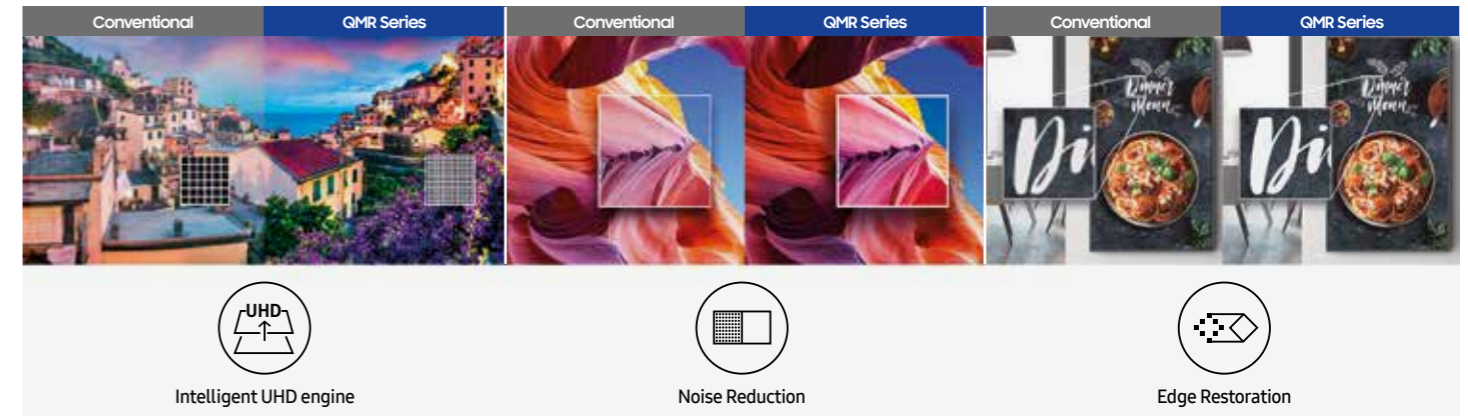 Conventional
QMR Series
Conventional
QMR Series
Conventional
QMR Series
Dinner
Menu
Di
Dinner
Menu
Di
UHD
Intelligent UHD engine
Noise Reduction
Edge Restoration